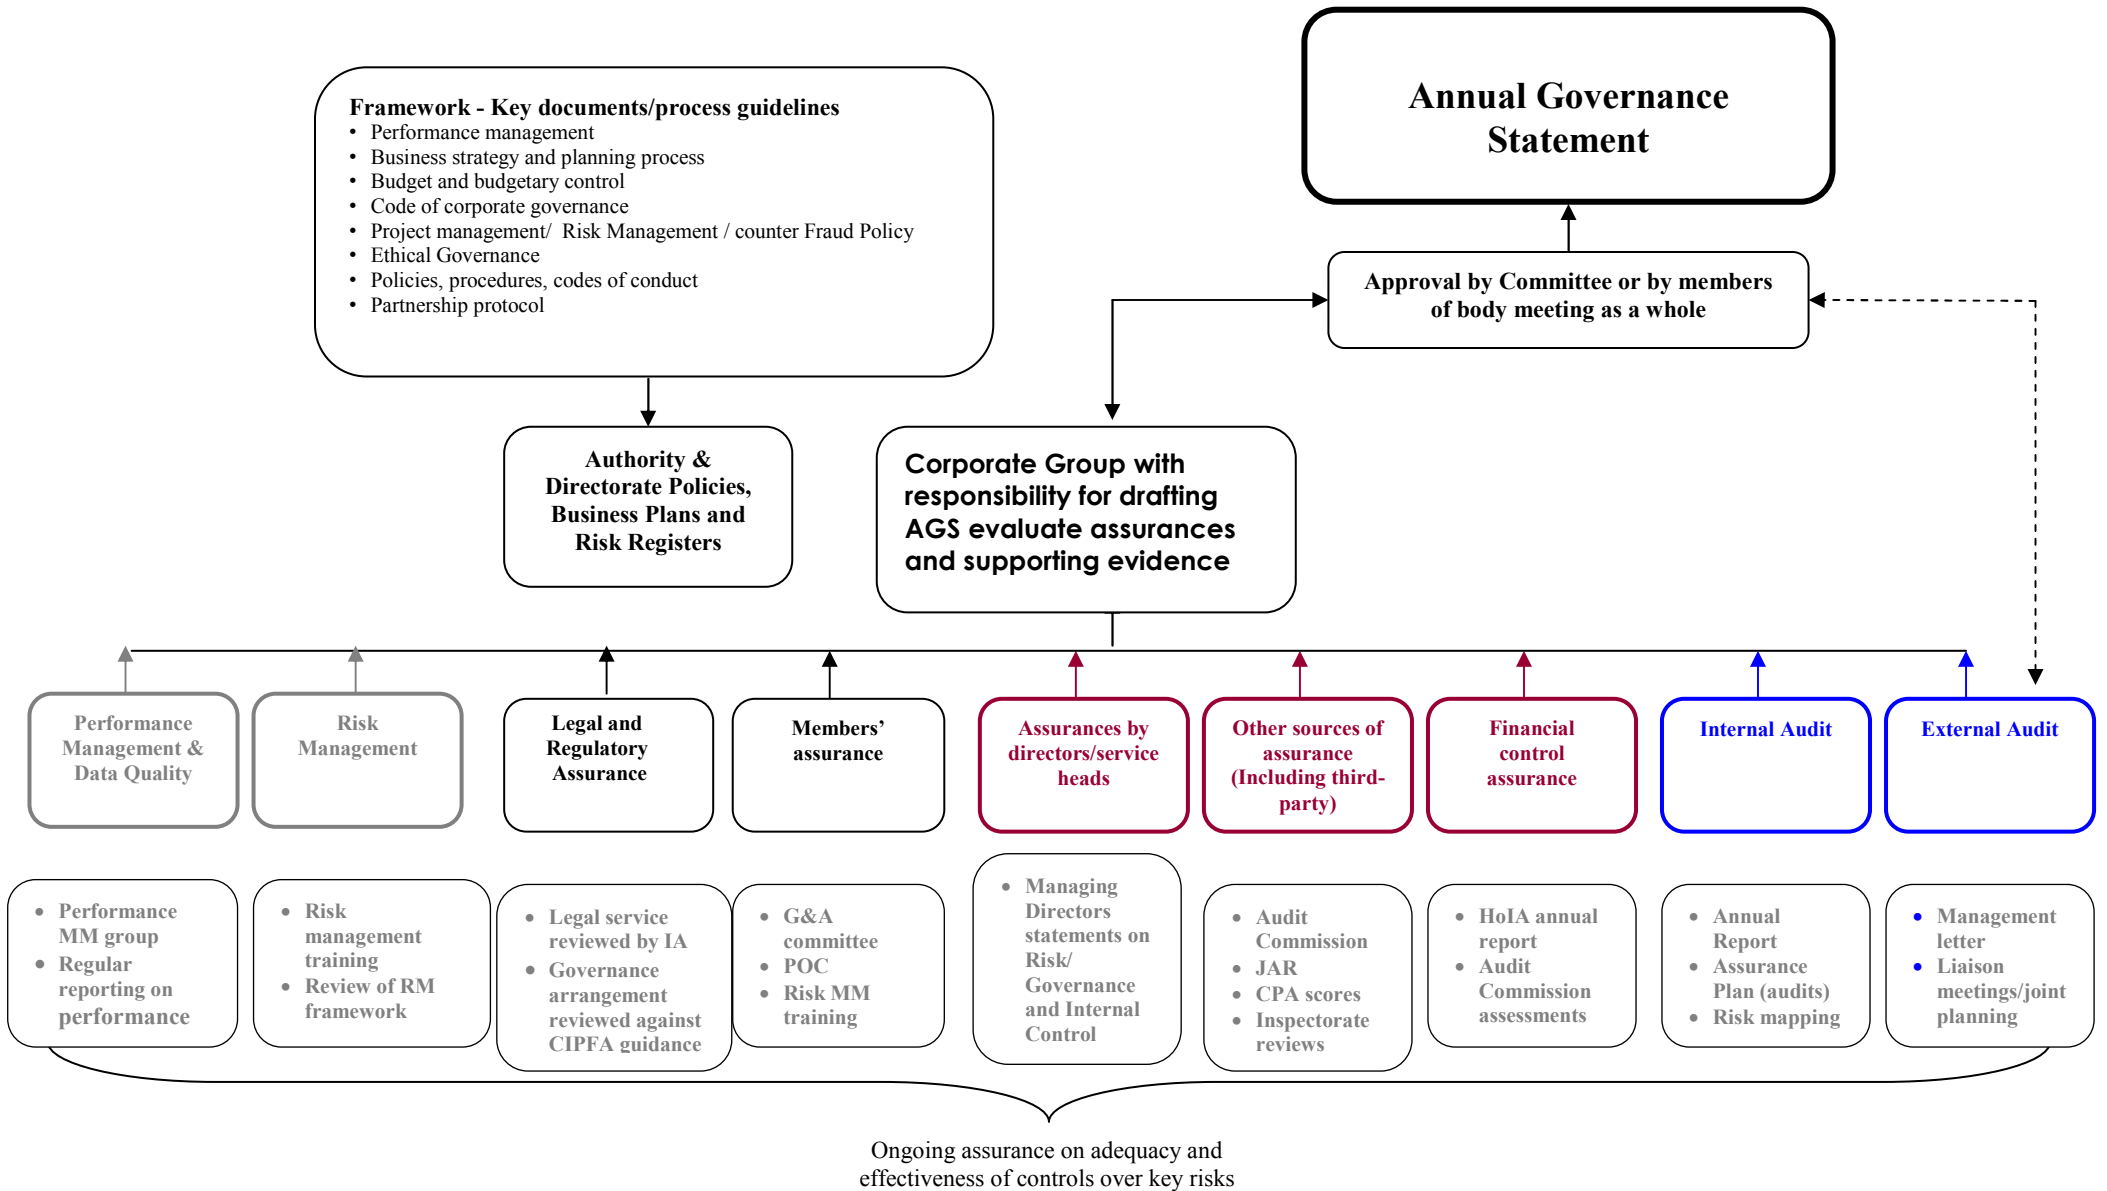 Annual Governance
Statement
Framework - Key documents/process guidelines
• Performance management
• Business strategy and planning process
• Budget and budgetary control
• Code of corporate governance
• Project management/ Risk Management / counter Fraud Policy
• Ethical Governance
• Policies, procedures, codes of conduct
• Partnership protocol
Approval by Committee or by members
of body meeting as a whole
Authority &
Directorate Policies,
Business Plans and
Risk Registers
Corporate Group with
responsibility for drafting
AGS evaluate assurances
and supporting evidence
Performance
Management &
Data Quality
Risk
Management
Legal and
Regulatory
Assurance
Members’
assurance
Assurances by
directors/service
heads
Other sources of
assurance
(Including third-
party)
Financial
control
assurance
Internal Audit
External Audit
• Performance
MM group
• Regular
reporting on
performance
• Risk
management
training
• Review of RM
framework
• Legal service
reviewed by IA
• Governance
arrangement
reviewed against
CIPFA guidance
• G&A
committee
• POC
• Risk MM
training
• Managing
Directors
statements on
Risk/
Governance
and Internal
Control
• Audit
Commission
• JAR
• CPA scores
• Inspectorate
reviews
• HoIA annual
report
• Audit
Commission
assessments
• Annual
Report
• Assurance
Plan (audits)
• Risk mapping
• Management
letter
• Liaison
meetings/joint
planning
Ongoing assurance on adequacy and
effectiveness of controls over key risks